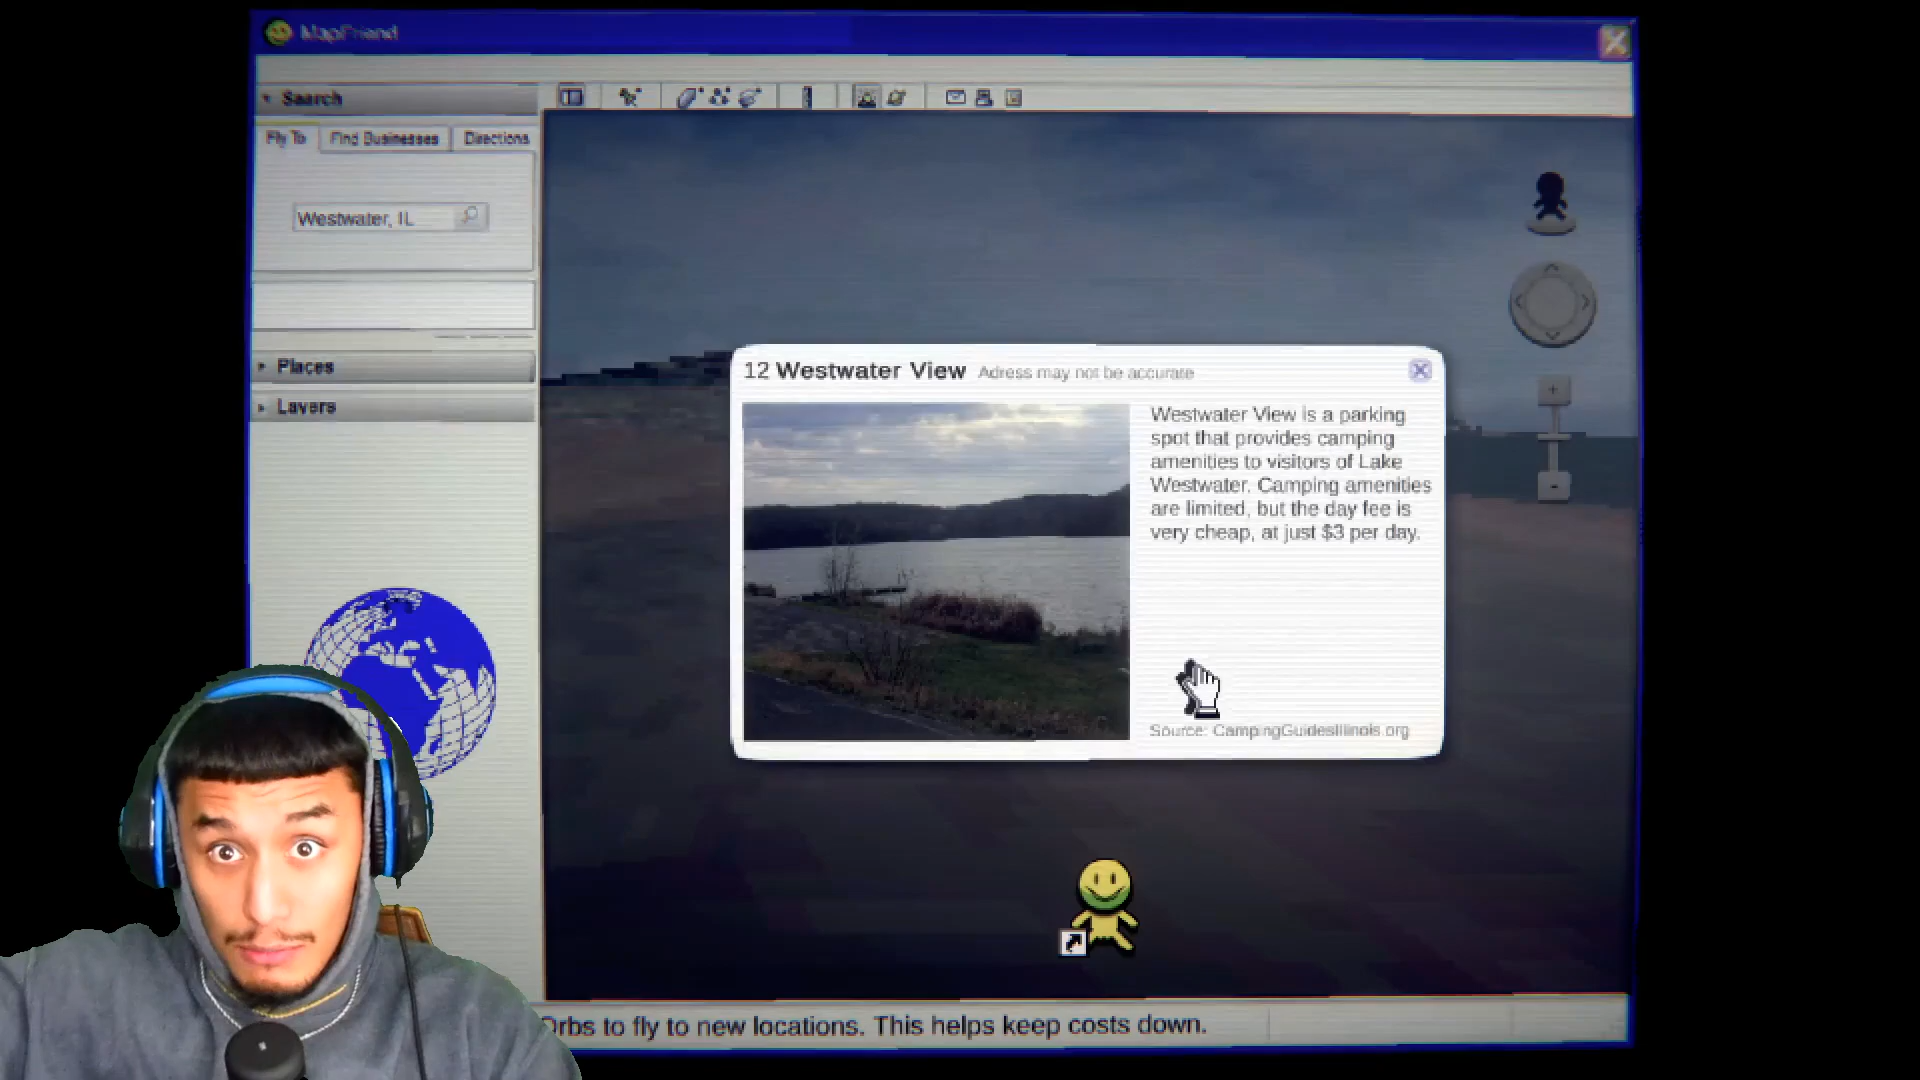 MapFriend
Saarch
Fly To
Find Businesses
Directions
Westwater, IL
Places
Lavers
12 Westwater View Adress may not be accurate
Westwater View is a parking
spot that provides camping
amenities to visitors of Lake
Westwater. Camping amenities
are limited, but the day fee is
very cheap, at just $3 per day.
Source: CampingGuidesIllinois.org
Orbs to fly to new locations. This helps keep costs down.